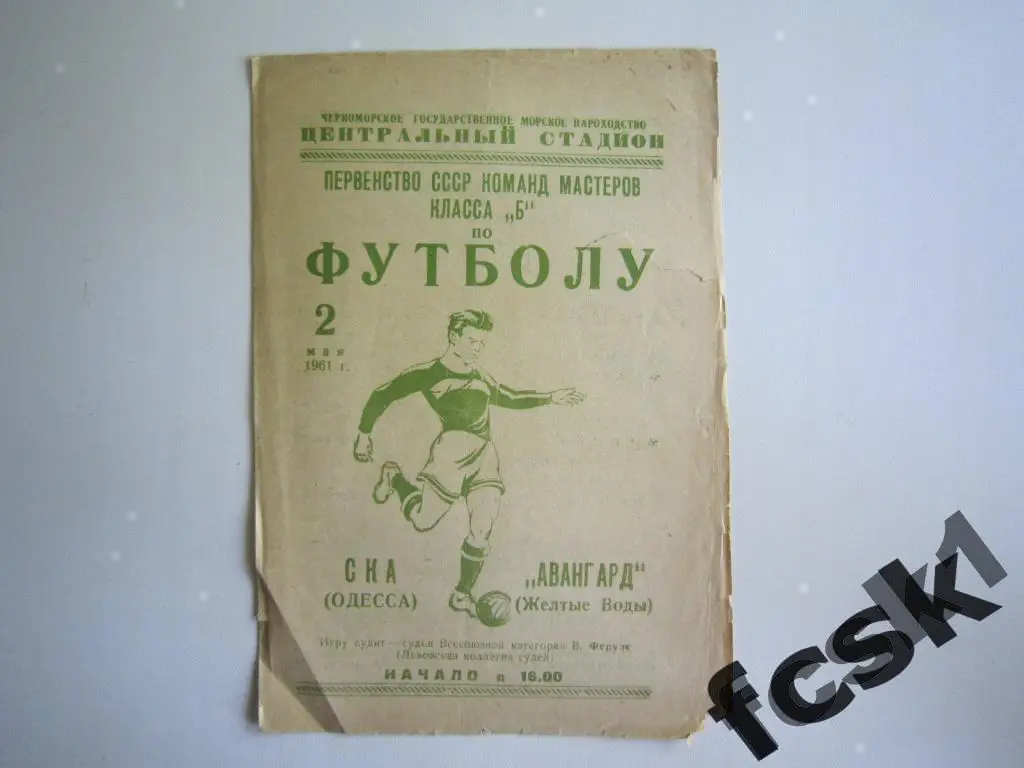 ЧЕРНОМОРСКОЕ ГОСУДАРСТВЕННОЕ МОРСКОЕ ПАРОХОДСТВО
ЦЕНТРАЛЬНЫЙ СТАДИОН
ПЕРВЕНСТВО СССР КОМАНД МАСТЕРОВ
КЛАССА „Б“
ПО
ФУТБОЛУ
2
мая
1961 г.
СКА
(ОДЕССА)
„АВАНГАРД“
(Желтые Воды)
Игру судит — судья Всесоюзной категории В.
(Львовская коллегия судей)
НАЧАЛО в 16.00
fcsk1